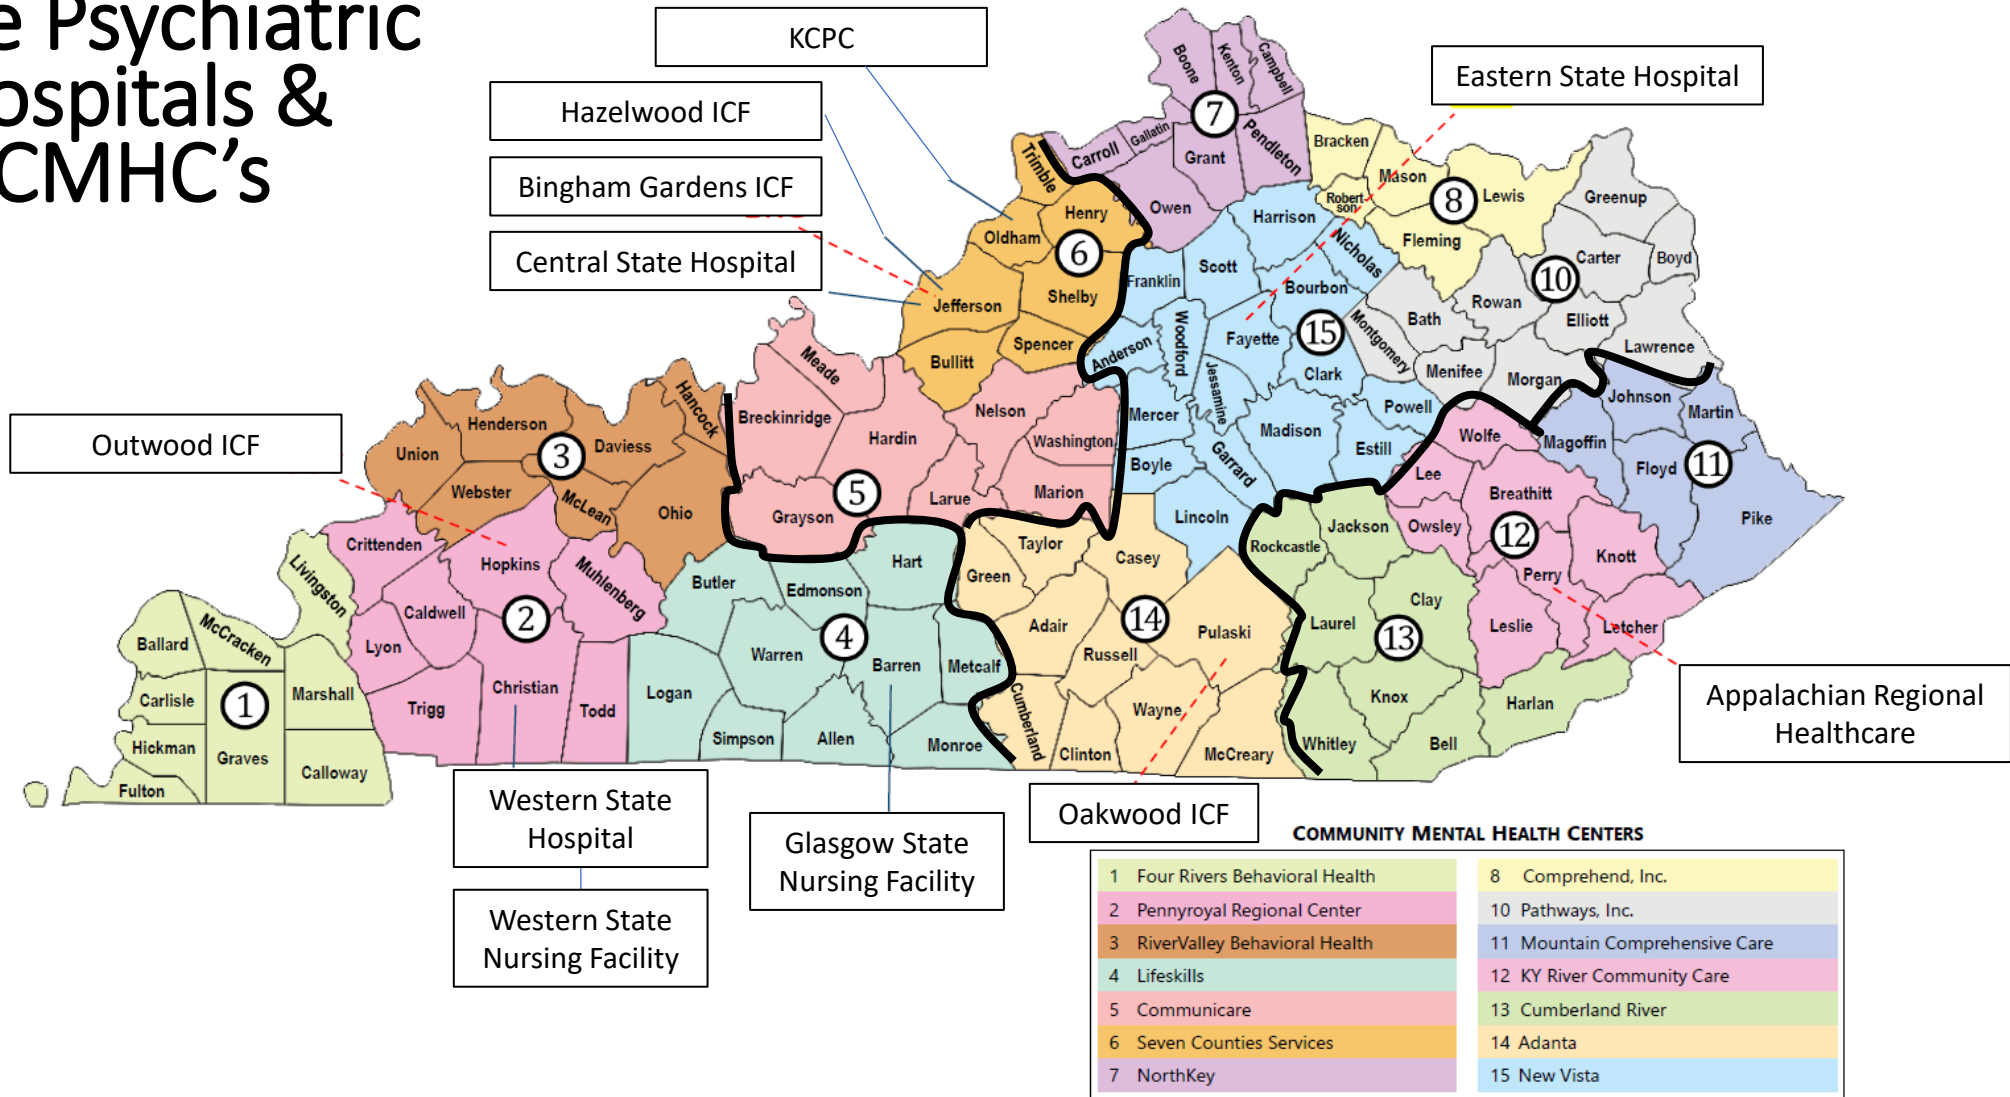 e Psychiatric
ospitals &
CMHC's
KCPC
Hazelwood ICF
Bingham Gardens ICF
Central State Hospital
Eastern State Hospital
Outwood ICF
Western State
Hospital
Western State
Nursing Facility
Glasgow State
Nursing Facility
Oakwood ICF
Appalachian Regional
Healthcare
1
Ballard
McCracken
Livingston
Carlisle
Marshall
Hickman
Graves
Calloway
Fulton
2
Crittenden
Hopkins
Muhlenberg
Caldwell
Lyon
Christian
Trigg
Todd
3
Henderson
Hancock
Union
Daviess
Webster
McLean
Ohio
4
Butler
Edmonson
Hart
Warren
Barren
Metcalf
Logan
Simpson
Allen
Monroe
5
Meade
Breckinridge
Hardin
Nelson
Washington
Grayson
Larue
Marion
6
Trimble
Henry
Oldham
Jefferson
Shelby
Spencer
Bullitt
7
Boone
Kenton
Campbell
Carroll
Gallatin
Grant
Pendleton
Owen
8
Bracken
Mason
Robert-
son
Lewis
Fleming
10
Greenup
Carter
Boyd
Rowan
Bath
Elliott
Montgomery
Menifee
Morgan
Lawrence
11
Johnson
Martin
Magoffin
Floyd
Pike
12
Wolfe
Lee
Breathitt
Owsley
Knott
Perry
Leslie
Letcher
13
Jackson
Rockcastle
Clay
Laurel
Knox
Harlan
Whitley
Bell
14
Taylor
Casey
Green
Adair
Pulaski
Russell
Cumberland
Wayne
Clinton
McCreary
15
Harrison
Nicholas
Franklin
Scott
Bourbon
Woodford
Fayette
Anderson
Clark
Jessamine
Powell
Mercer
Madison
Estill
Boyle
Garrard
Lincoln
COMMUNITY MENTAL HEALTH CENTERS
1 Four Rivers Behavioral Health
2 Pennyroyal Regional Center
3 RiverValley Behavioral Health
4 Lifeskills
5 Communicare
6 Seven Counties Services
7 NorthKey
8 Comprehend, Inc.
10 Pathways, Inc.
11 Mountain Comprehensive Care
12 KY River Community Care
13 Cumberland River
14 Adanta
15 New Vista